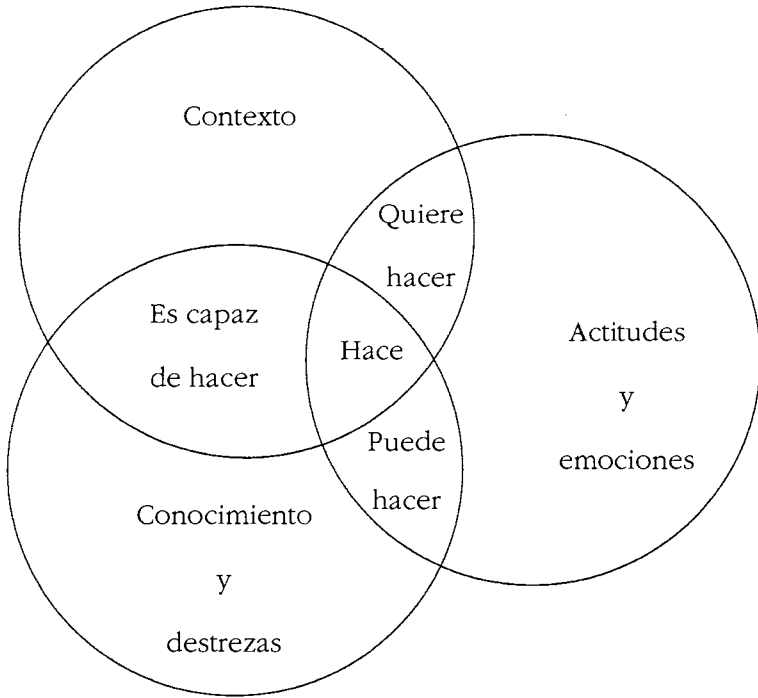 Contexto
Quiere
hacer
Es capaz
de hacer
Hace
Actitudes
y
emociones
Puede
hacer
Conocimiento
y
destrezas